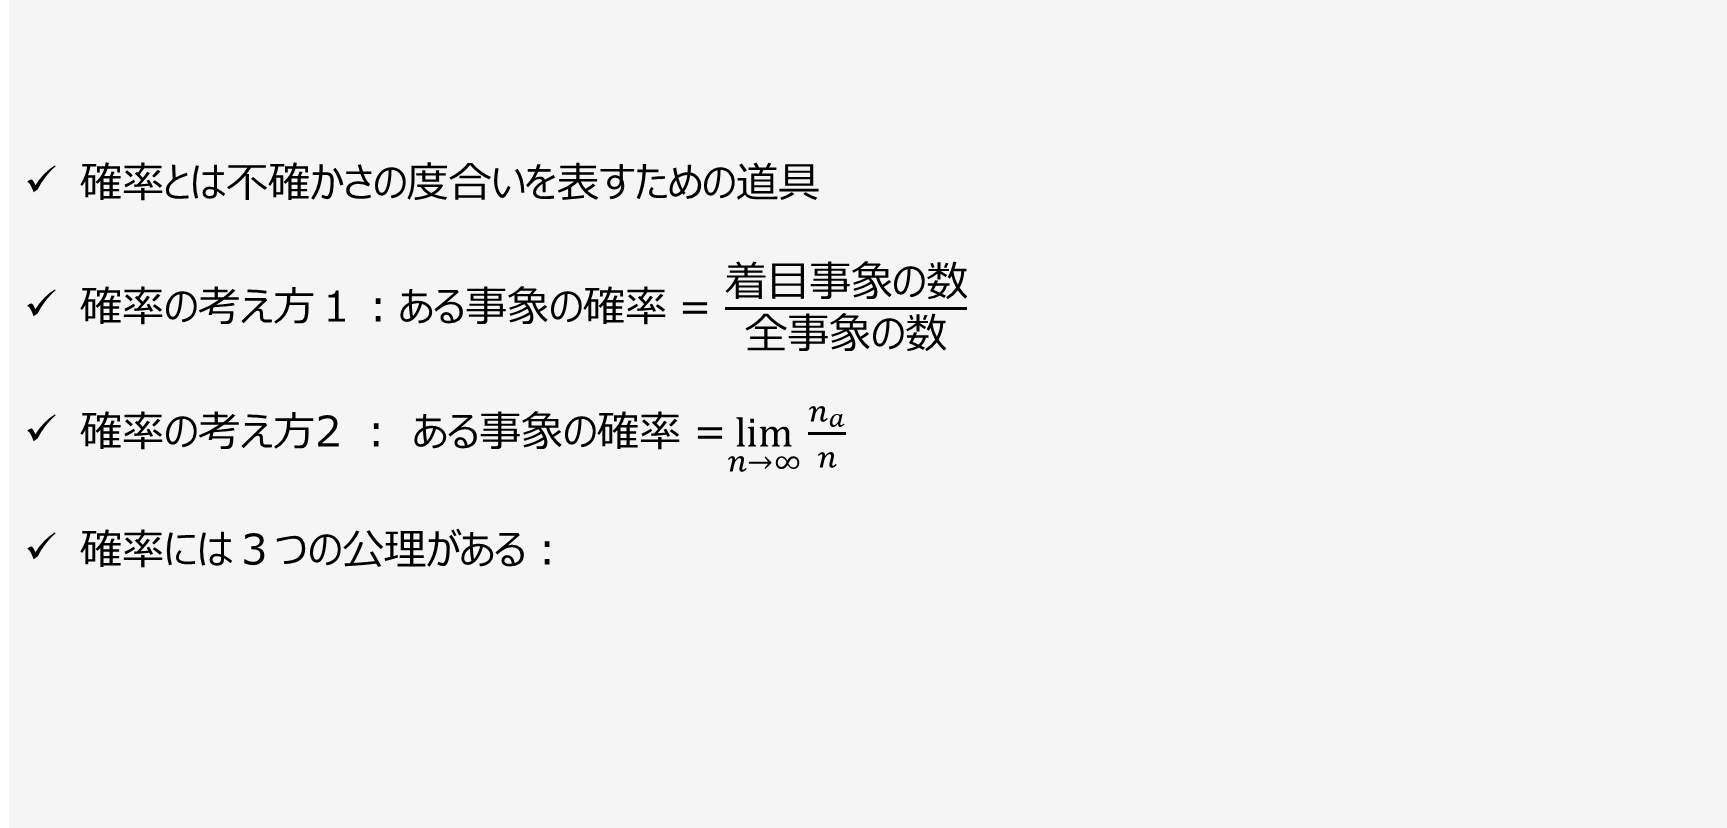 ✓ 確率とは不確かさの度合いを表すための道具
✓ 確率の考え方１：ある事象の確率 = 着目事象の数/全事象の数
✓ 確率の考え方2 ： ある事象の確率 = lim n→∞ nₐ/n
✓ 確率には３つの公理がある：